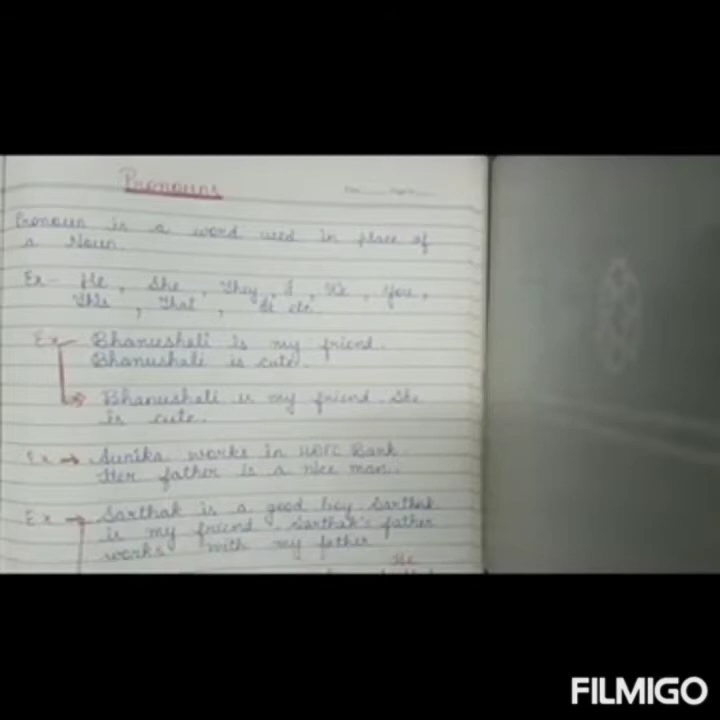 Pronouns
Pronoun is a word used in place of
a Noun.
Ex - He, She, They, I, We, You,
This, That, It etc.
Ex - Bhanushali is my friend.
Bhanushali is cute.
Bhanushali is my friend. She
is cute.
Ex → Sunika works in HDFC Bank
Her father is a nice man.
Ex → Sarthak is a good boy. Sarthak
is my friend. Sarthak's father
works with my father
He
FILMIGO